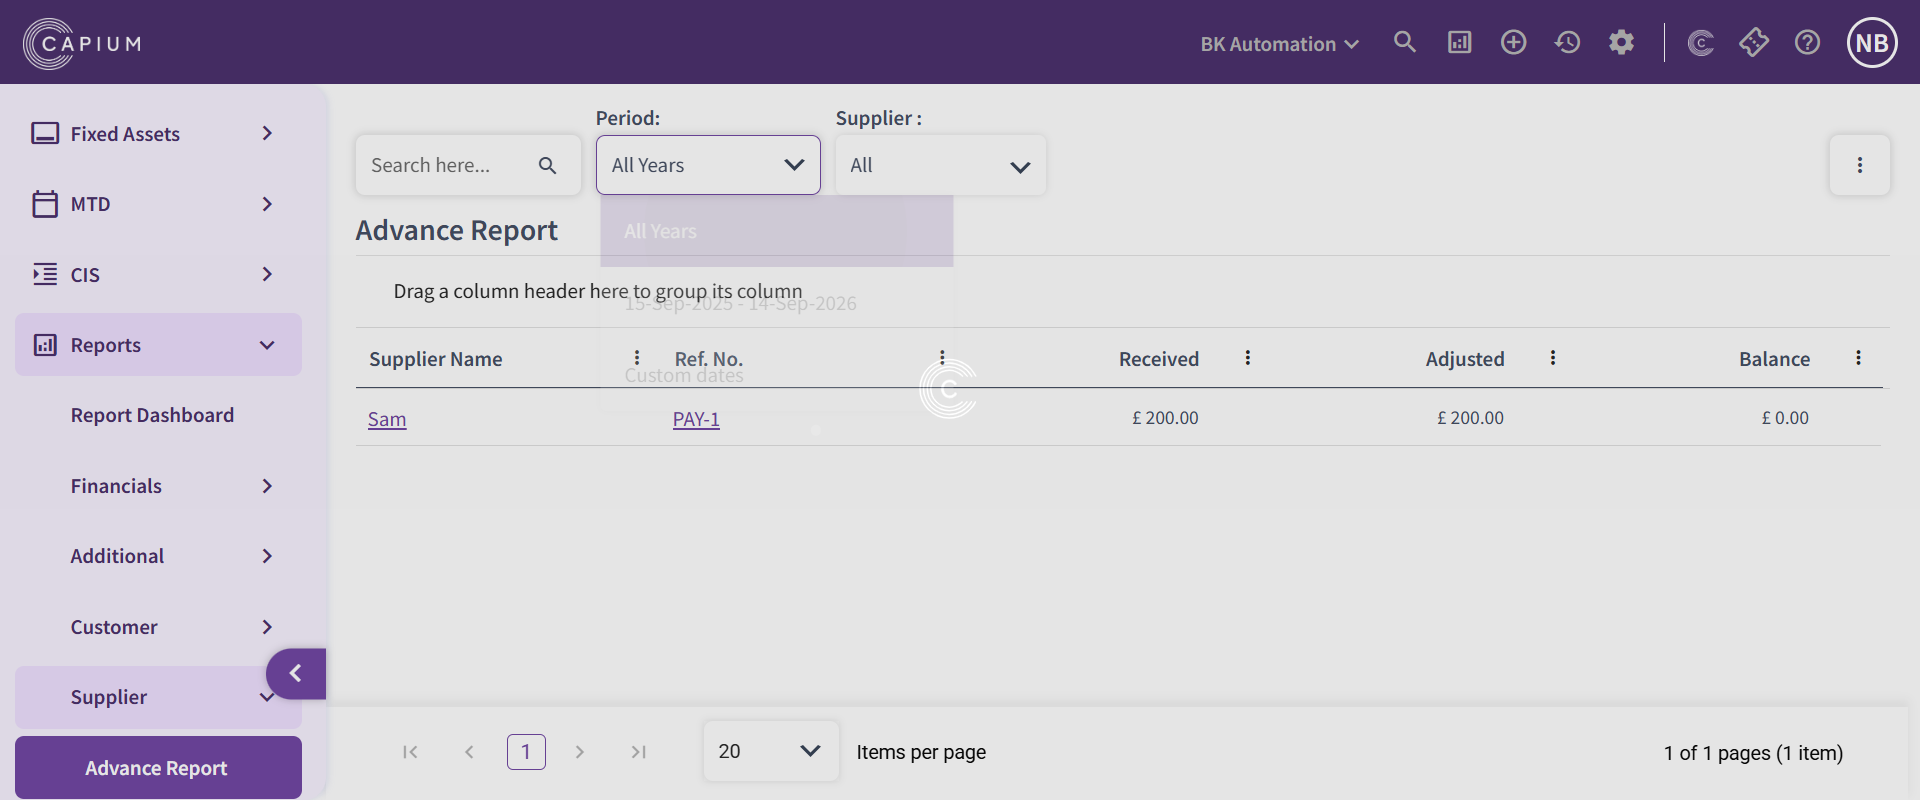 CAPIUM
BK Automation
NB
Fixed Assets
MTD
CIS
Reports
Report Dashboard
Financials
Additional
Customer
Supplier
Advance Report
Period:
Supplier :
Search here...
All Years
All
Advance Report
All Years
Drag a column header here to group its column
15-Sep-2025 - 14-Sep-2026
Custom dates
Supplier Name Ref. No. Received Adjusted Balance
Sam PAY-1 £ 200.00 £ 200.00 £ 0.00
1 20 Items per page 1 of 1 pages (1 item)